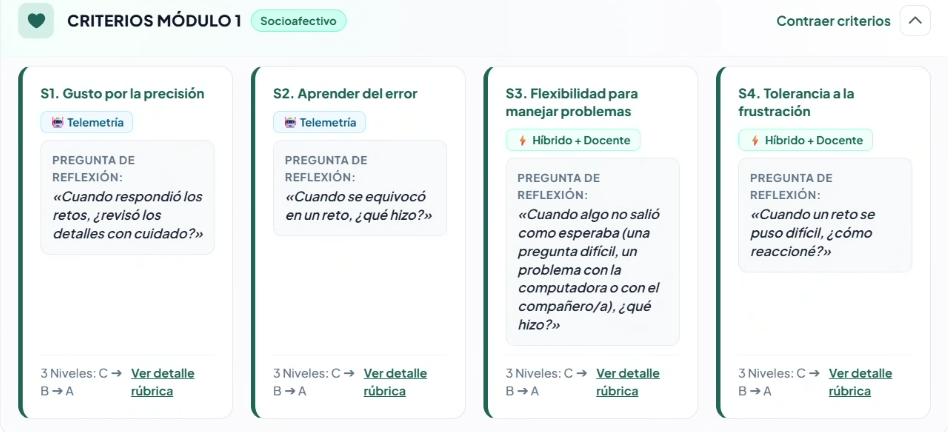 CRITERIOS MÓDULO 1
Socioafectivo
Contraer criterios
S1. Gusto por la precisión
Telemetría
PREGUNTA DE
REFLEXIÓN:
«Cuando respondió los
retos, ¿revisó los
detalles con cuidado?»
3 Niveles: C ➔
B ➔ A
Ver detalle
rúbrica
S2. Aprender del error
Telemetría
PREGUNTA DE
REFLEXIÓN:
«Cuando se equivocó
en un reto, ¿qué hizo?»
3 Niveles: C ➔
B ➔ A
Ver detalle
rúbrica
S3. Flexibilidad para
manejar problemas
Híbrido + Docente
PREGUNTA DE
REFLEXIÓN:
«Cuando algo no salió
como esperaba (una
pregunta difícil, un
problema con la
computadora o con el
compañero/a), ¿qué
hizo?»
3 Niveles: C ➔
B ➔ A
Ver detalle
rúbrica
S4. Tolerancia a la
frustración
Híbrido + Docente
PREGUNTA DE
REFLEXIÓN:
«Cuando un reto se
puso difícil, ¿cómo
reaccioné?»
3 Niveles: C ➔
B ➔ A
Ver detalle
rúbrica